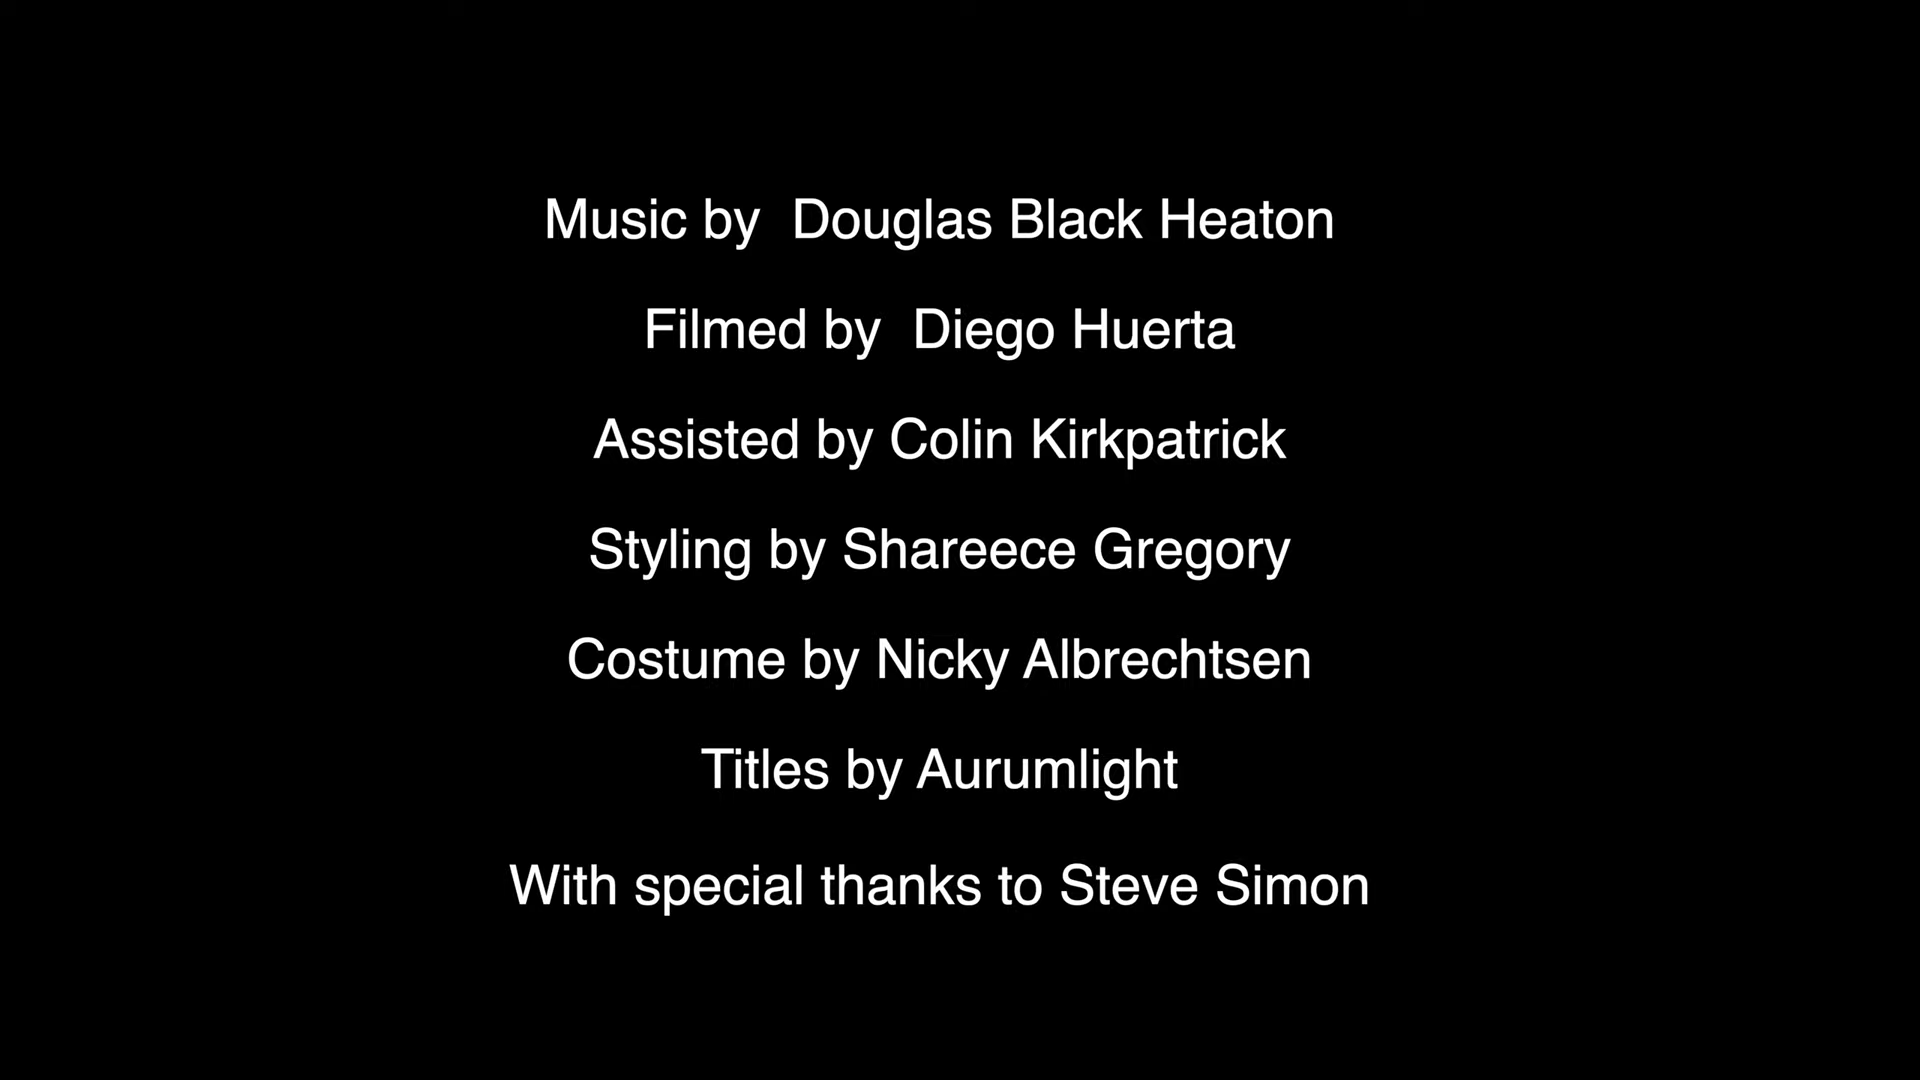 Music by  Douglas Black Heaton
Filmed by  Diego Huerta
Assisted by Colin Kirkpatrick
Styling by Shareece Gregory
Costume by Nicky Albrechtsen
Titles by Aurumlight
With special thanks to Steve Simon